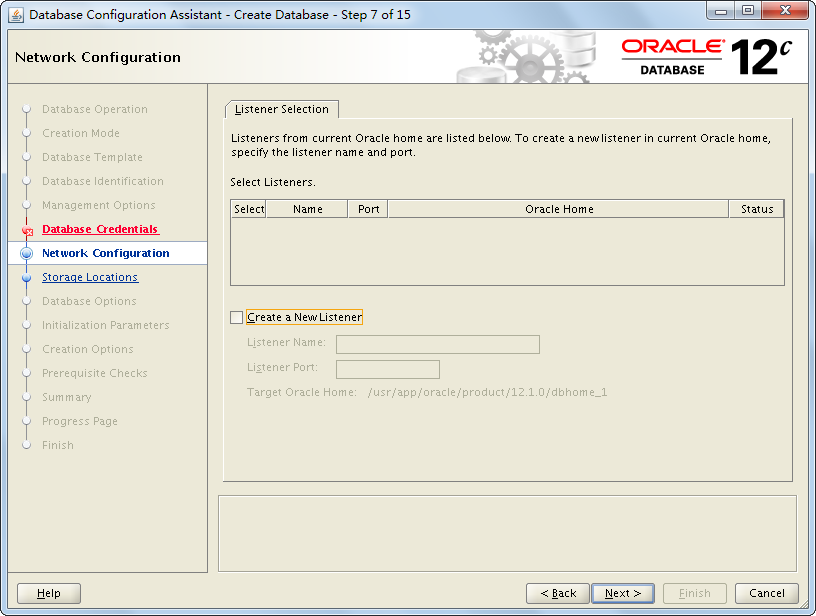 Database Configuration Assistant - Create Database - Step 7 of 15
Network Configuration
ORACLE
DATABASE
12c
Database Operation
Creation Mode
Database Template
Database Identification
Management Options
Database Credentials
Network Configuration
Storage Locations
Database Options
Initialization Parameters
Creation Options
Prerequisite Checks
Summary
Progress Page
Finish
Listener Selection
Listeners from current Oracle home are listed below. To create a new listener in current Oracle home,
specify the listener name and port.
Select Listeners.
Select Name Port Oracle Home Status
Create a New Listener
Listener Name:
Listener Port:
Target Oracle Home: /usr/app/oracle/product/12.1.0/dbhome_1
Help < Back Next > Finish Cancel